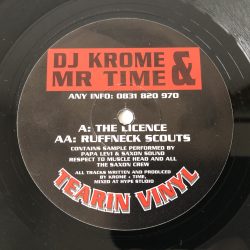 DJ KROME &
MR TIME
ANY INFO: 0831 820 970
A: THE LICENCE
AA: RUFFNECK SCOUTS
CONTAINS SAMPLE PERFORMED BY
PAPA LEVI & SAXON SOUND
RESPECT TO MUSCLE HEAD AND ALL
THE SAXON CREW
ALL TRACKS WRITTEN AND PRODUCED
BY KROME + TIME,
MIXED AT HYPE STUDIO
TEARIN VINYL